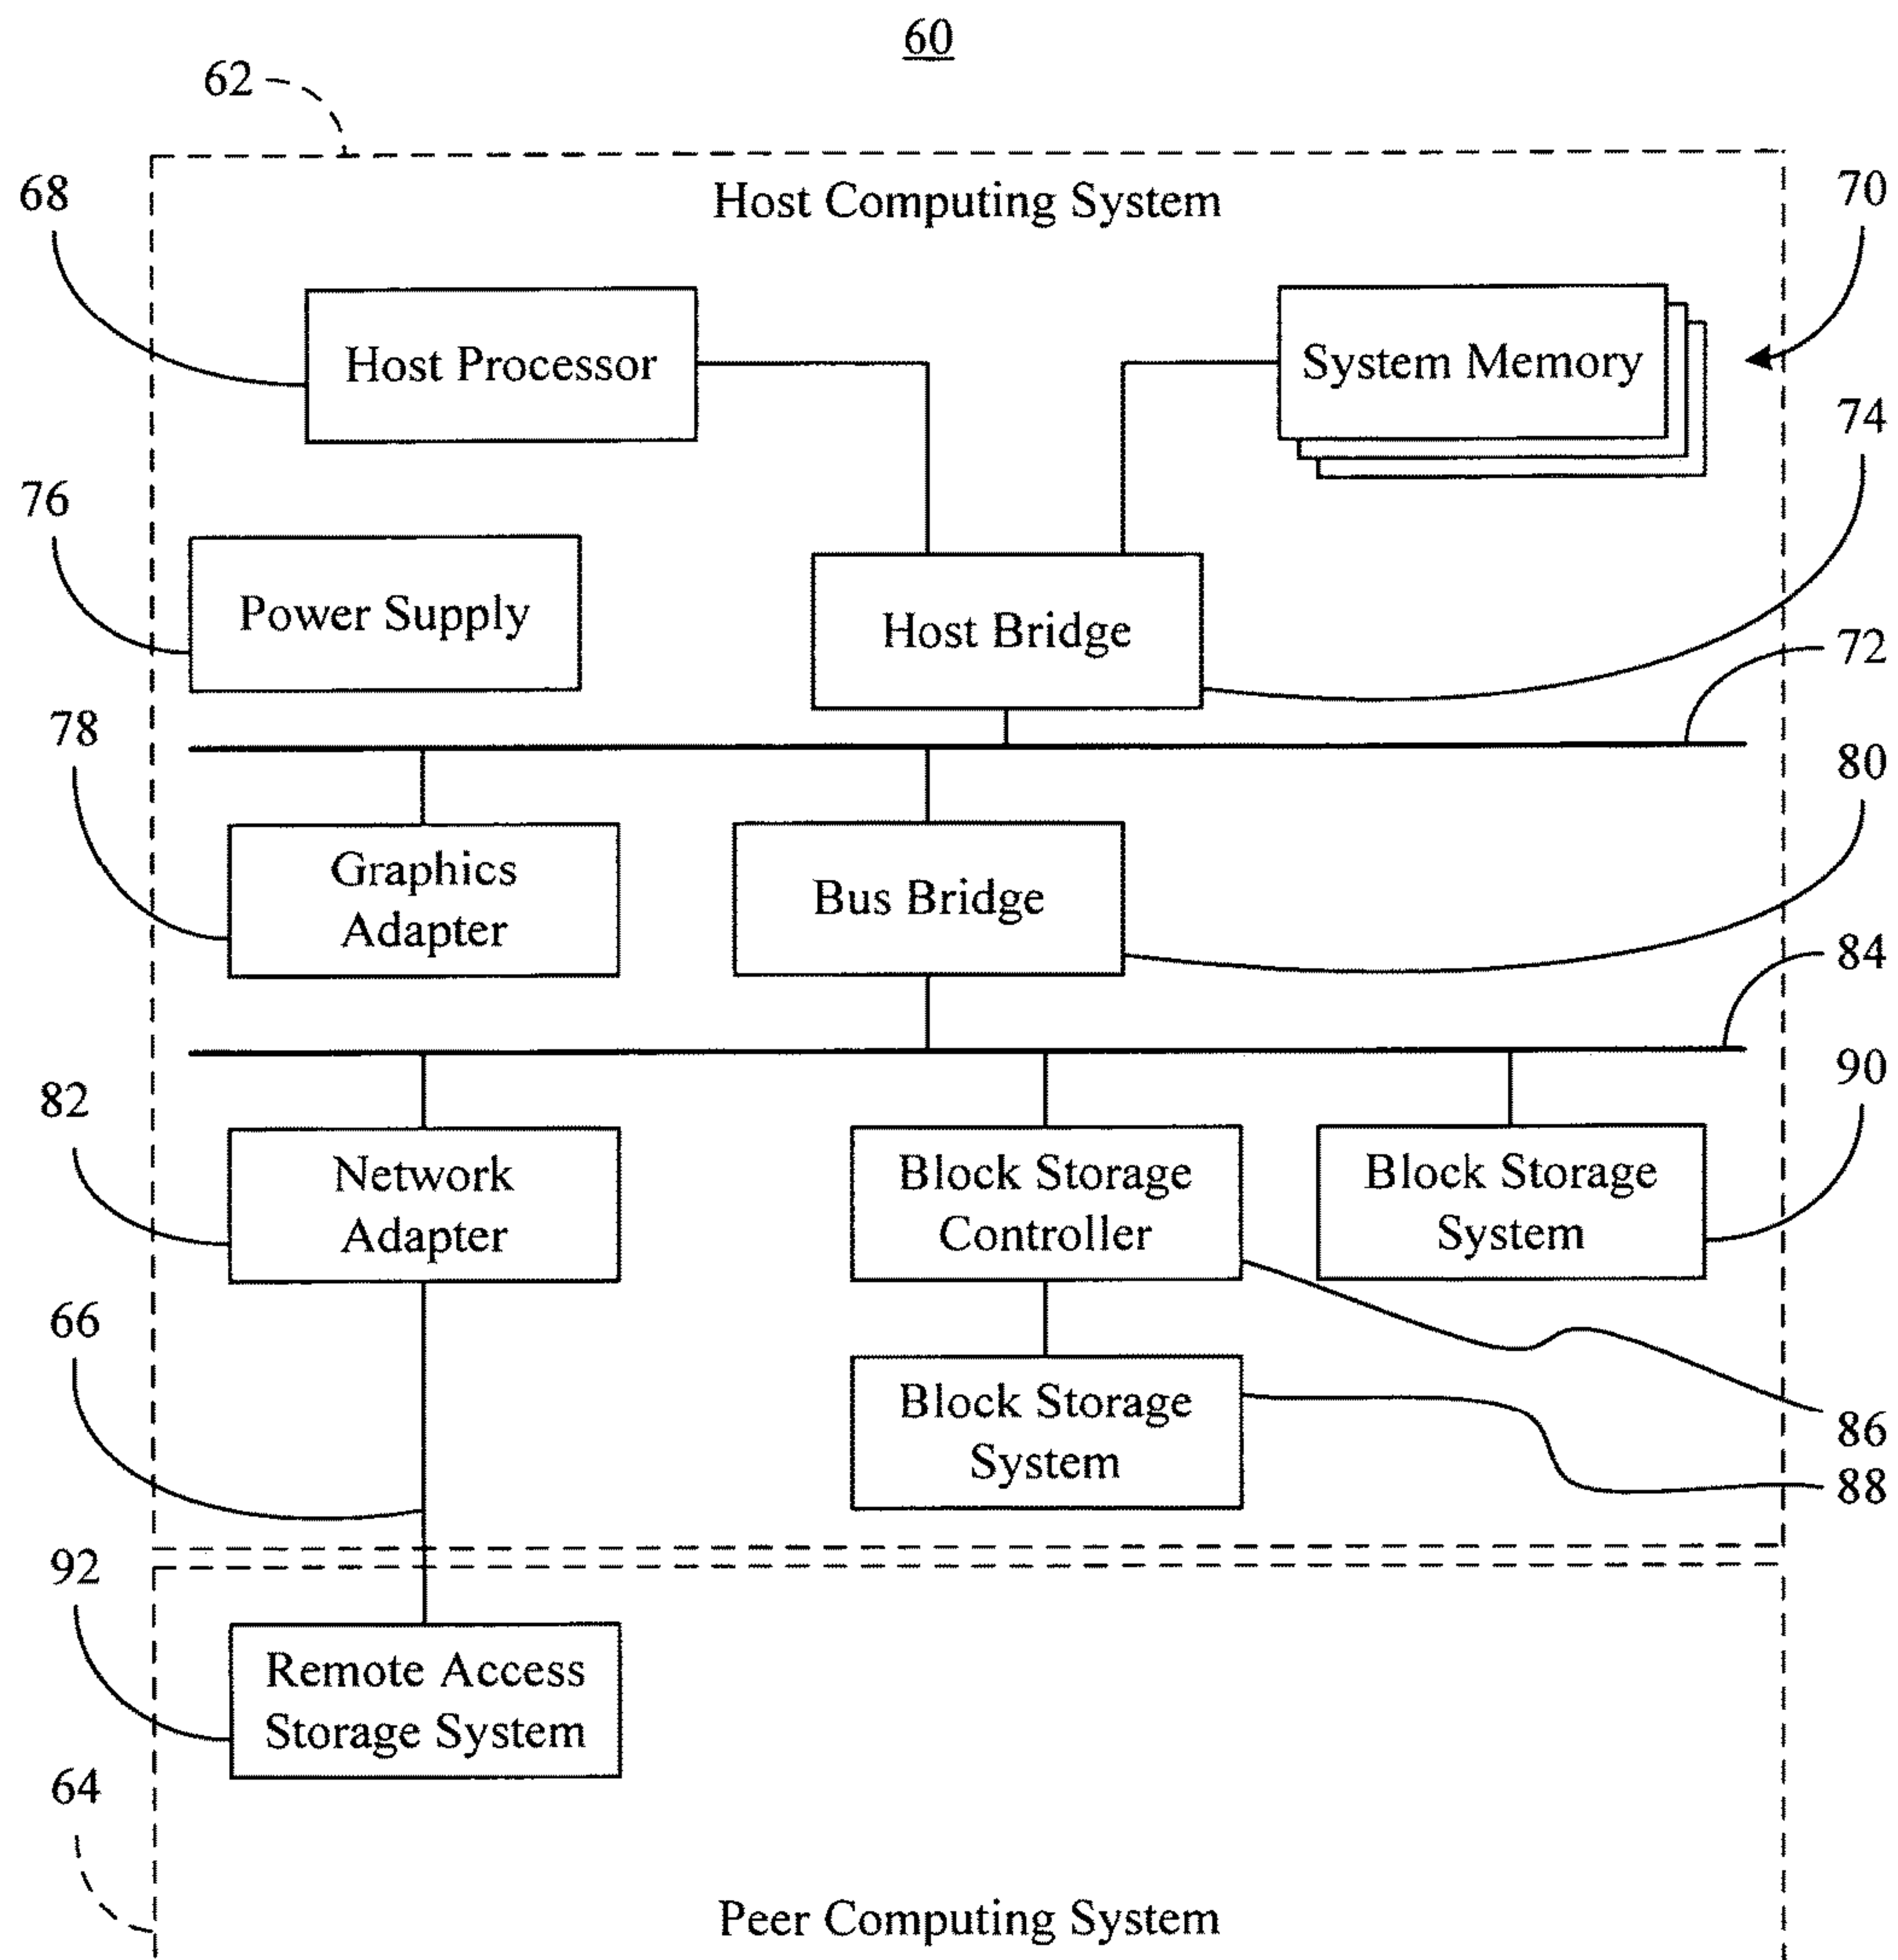 60
62
Host Computing System
68
70
Host Processor
System Memory
74
76
Power Supply
Host Bridge
72
78
80
Graphics
Adapter
Bus Bridge
84
82
90
Network
Adapter
Block Storage
Controller
Block Storage
System
66
Block Storage
System
86
88
92
Remote Access
Storage System
64
Peer Computing System